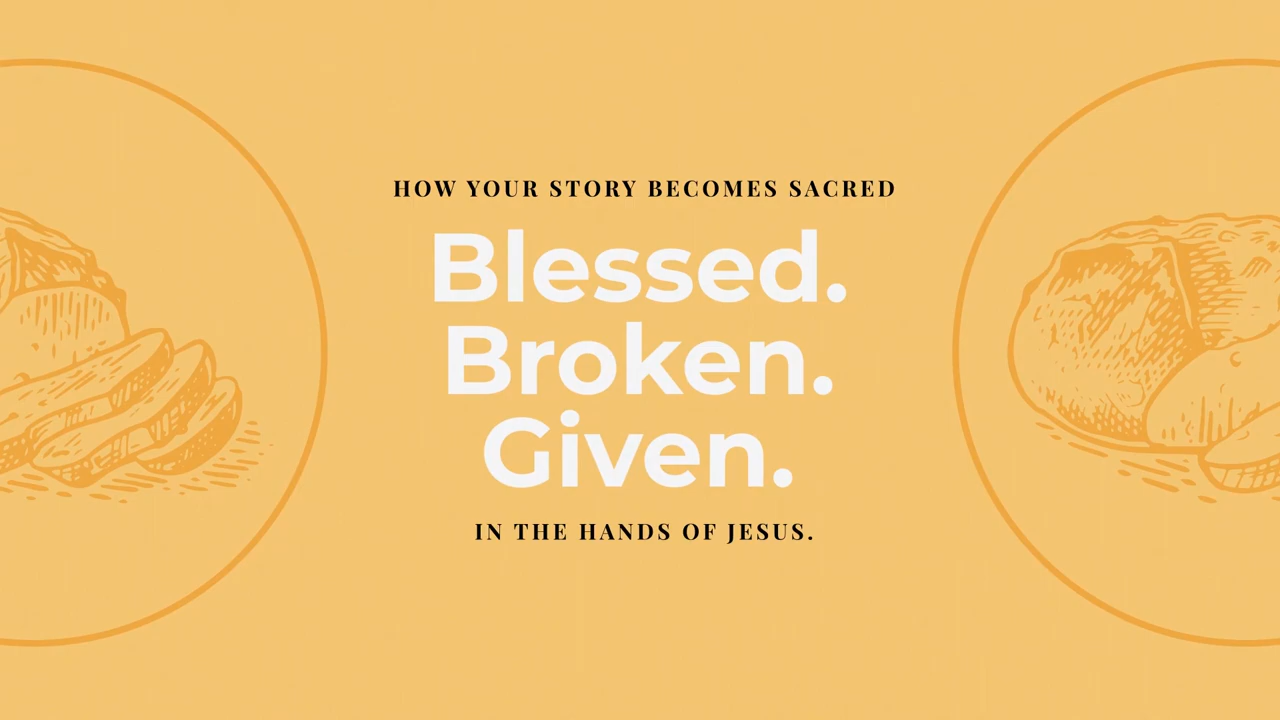 HOW YOUR STORY BECOMES SACRED
Blessed.
Broken.
Given.
IN THE HANDS OF JESUS.